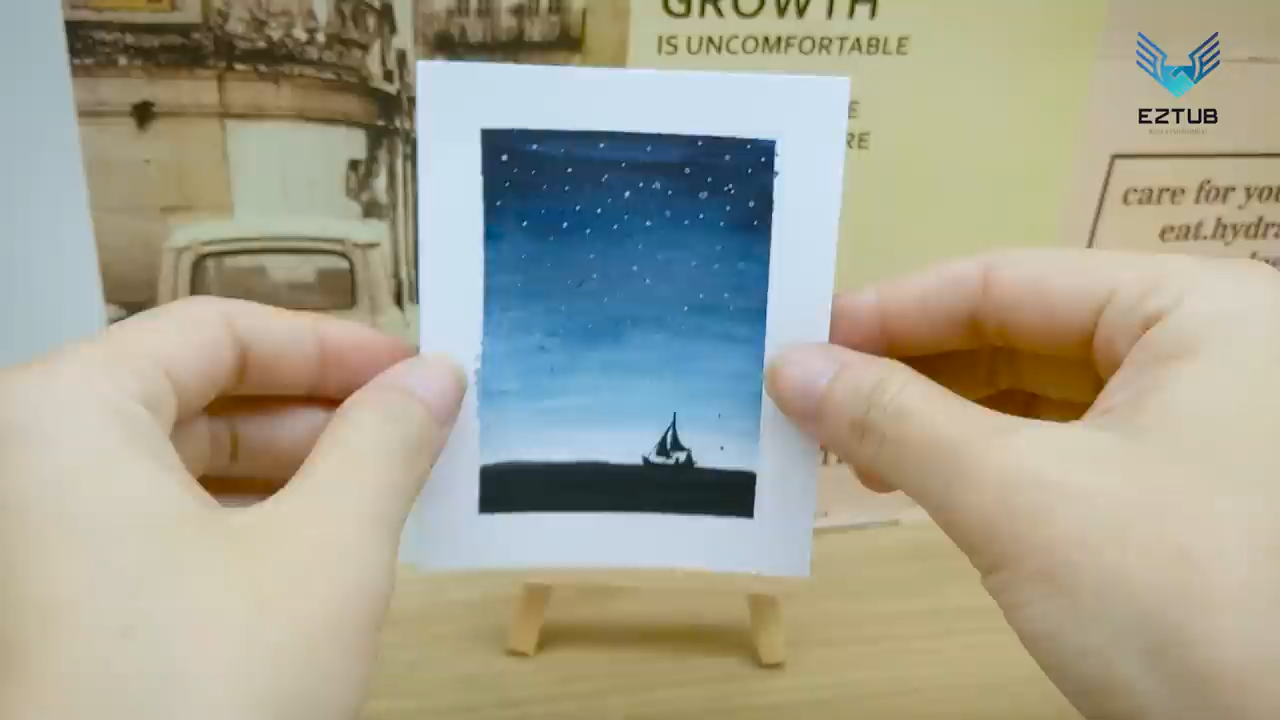 GROWTH
IS UNCOMFORTABLE
E
RE
EZTUB
care for you
eat.hydra